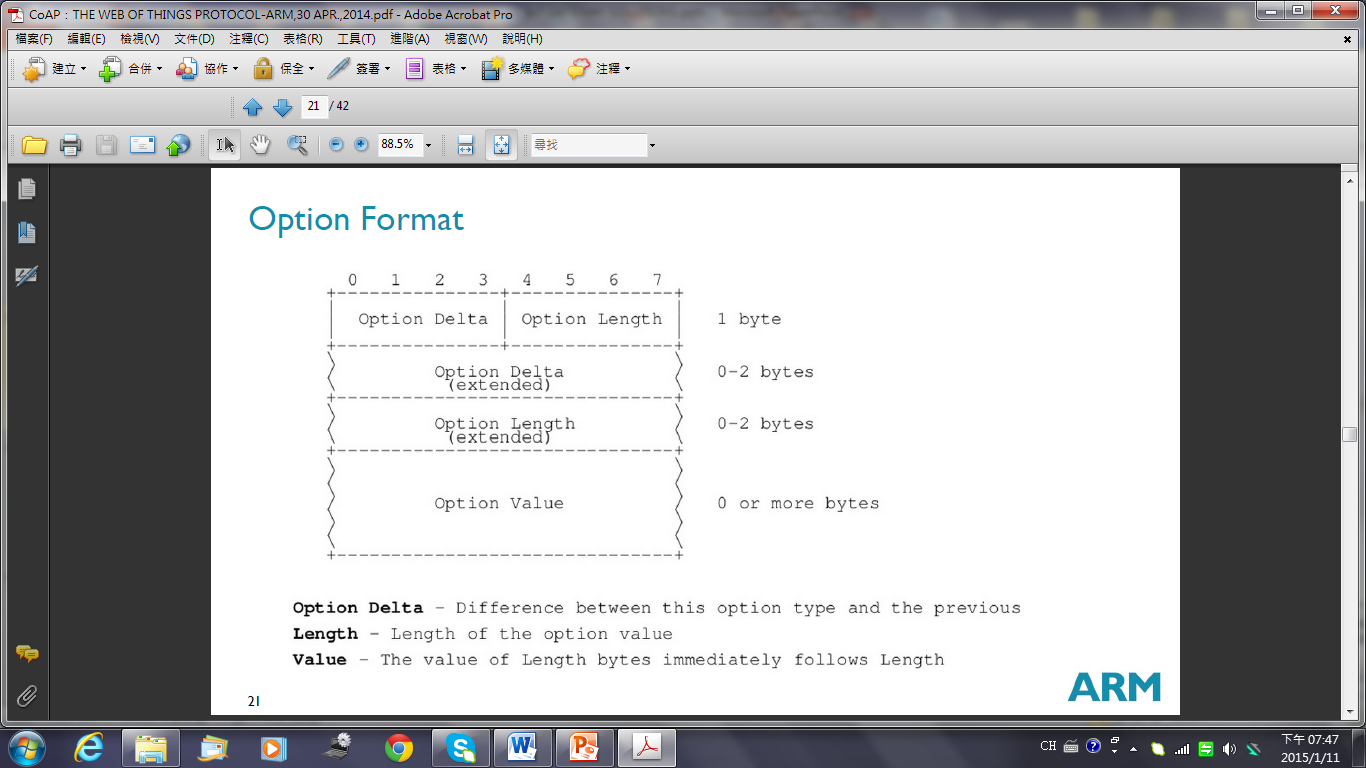 CoAP : THE WEB OF THINGS PROTOCOL-ARM,30 APR.,2014.pdf - Adobe Acrobat Pro
檔案(F) 編輯(E) 檢視(V) 文件(D) 注釋(C) 表格(R) 工具(T) 進階(A) 視窗(W) 說明(H)
建立 合併 協作 保全 簽署 表格 多媒體 注釋
21 / 42
88.5% 尋找
Option Format
0 1 2 3 4 5 6 7
Option Delta Option Length 1 byte
Option Delta 0-2 bytes
(extended)
Option Length 0-2 bytes
(extended)
Option Value 0 or more bytes
Option Delta - Difference between this option type and the previous
Length - Length of the option value
Value - The value of Length bytes immediately follows Length
ARM
21
CH 下午 07:47
2015/1/11